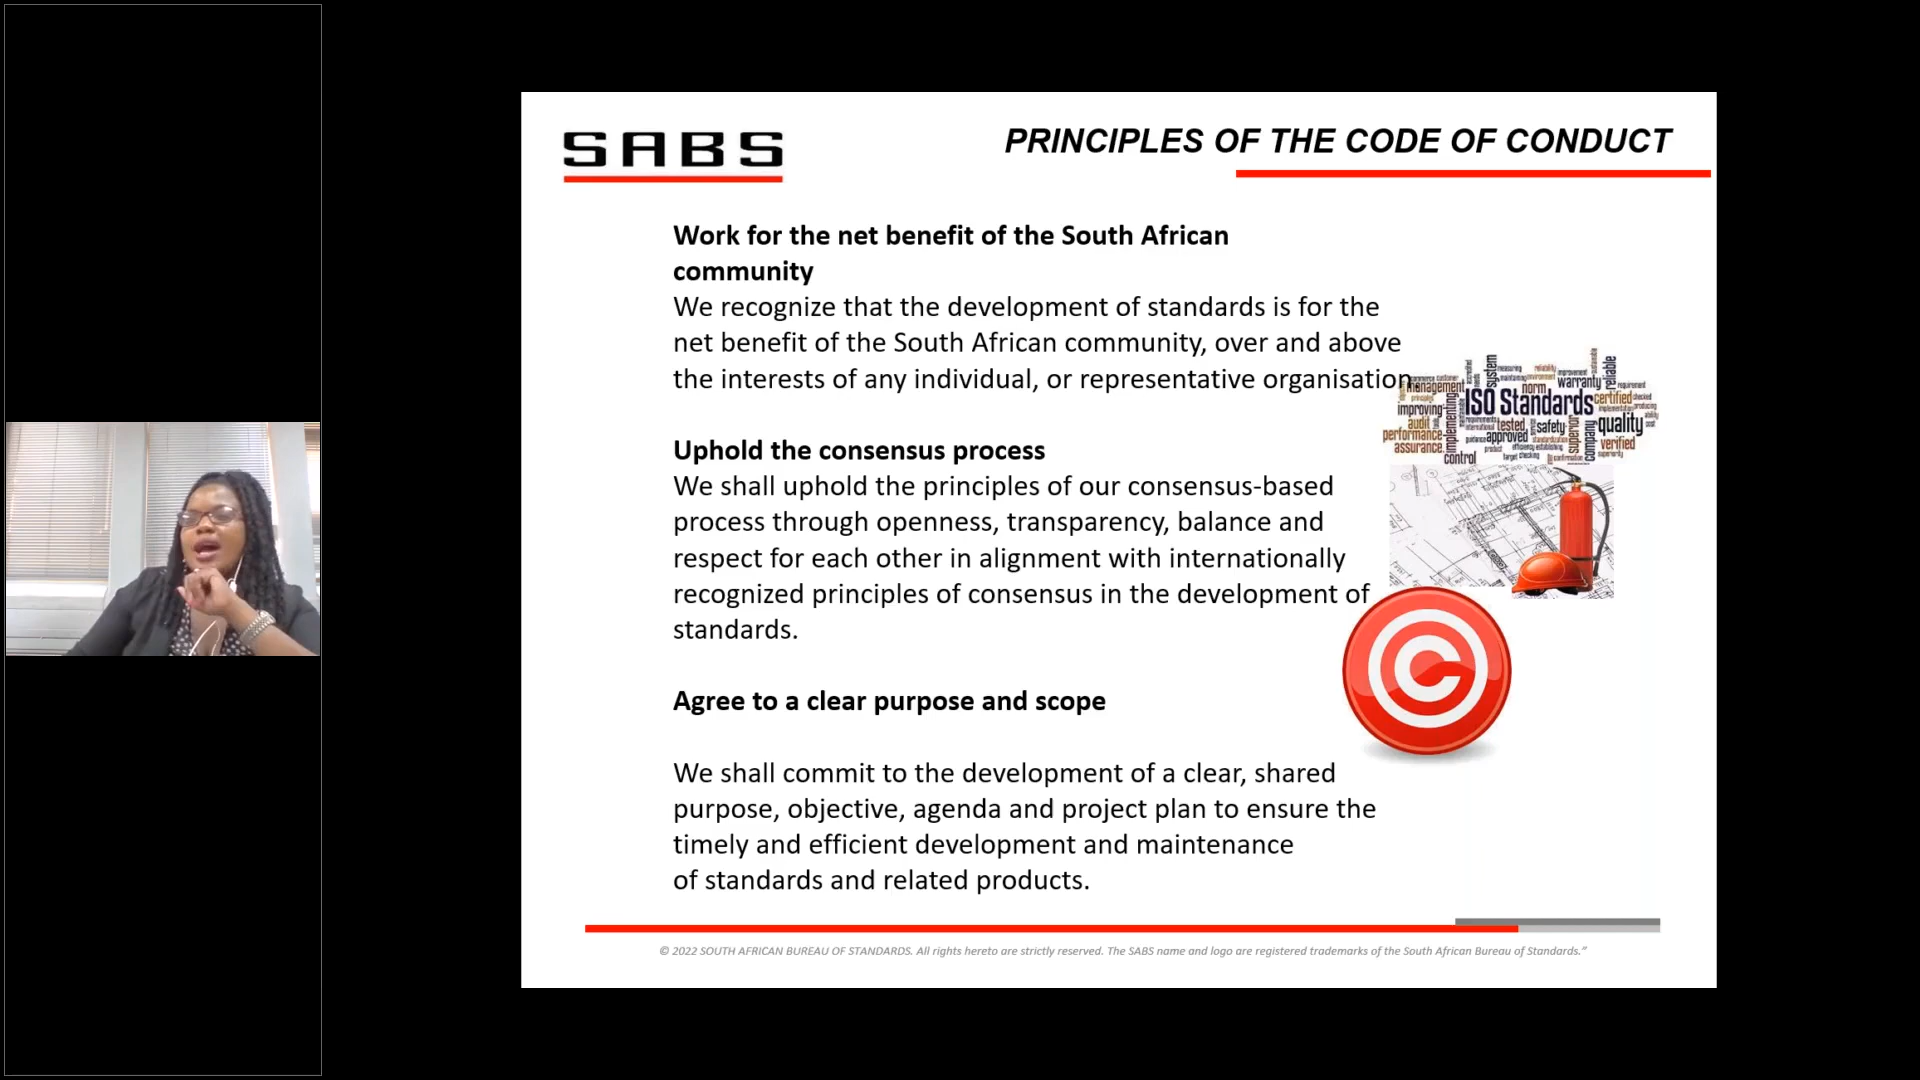 SABS
PRINCIPLES OF THE CODE OF CONDUCT
Work for the net benefit of the South African
community
We recognize that the development of standards is for the
net benefit of the South African community, over and above
the interests of any individual, or representative organisation.
Uphold the consensus process
We shall uphold the principles of our consensus-based
process through openness, transparency, balance and
respect for each other in alignment with internationally
recognized principles of consensus in the development of
standards.
Agree to a clear purpose and scope
We shall commit to the development of a clear, shared
purpose, objective, agenda and project plan to ensure the
timely and efficient development and maintenance
of standards and related products.
system
reliable
management
norm
warranty
ISO Standards
certified
improving
implementing
audit
tested
safety
superior
company
quality
performance
approved
verified
assurance
control
C
© 2022 SOUTH AFRICAN BUREAU OF STANDARDS. All rights hereto are strictly reserved. The SABS name and logo are registered trademarks of the South African Bureau of Standards.”